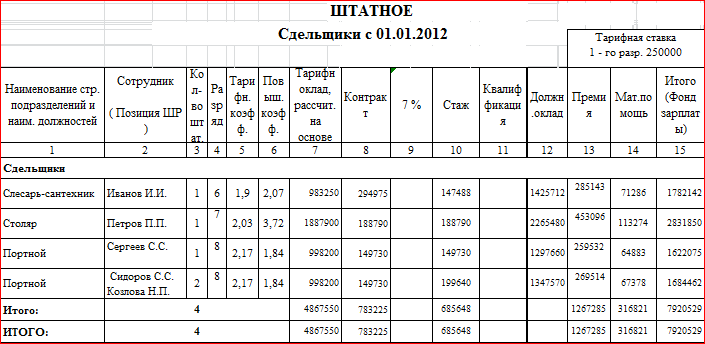 ШТАТНОЕ
Сдельщики с 01.01.2012
Тарифная ставка
1 - го разр. 250000
Наименование стр. подразделений и наим. должностей | Сотрудник ( Позиция ШР ) | Кол-во шт. | Разряд | Тарифн. коэфф. | Повыш. коэфф. | Тарифн оклад, рассчит. на основе | Контракт | 7 % | Стаж | Квалификация | Должн.оклад | Премия | Мат.помощь | Итого (Фонд зарплаты)
1 2 3 4 5 6 7 8 9 10 11 12 13 14 15
Сдельщики
Слесарь-сантехник Иванов И.И. 1 6 1,9 2,07 983250 294975 147488 1425712 285143 71286 1782142
Столяр Петров П.П. 1 7 2,03 3,72 1887900 188790 188790 2265480 453096 113274 2831850
Портной Сергеев С.С. 1 8 2,17 1,84 998200 149730 149730 1297660 259532 64883 1622075
Портной Сидоров С.С. Козлова Н.П. 2 8 2,17 1,84 998200 149730 199640 1347570 269514 67378 1684462
Итого: 4 4867550 783225 685648 1267285 316821 7920529
ИТОГО: 4 4867550 783225 685648 1267285 316821 7920529